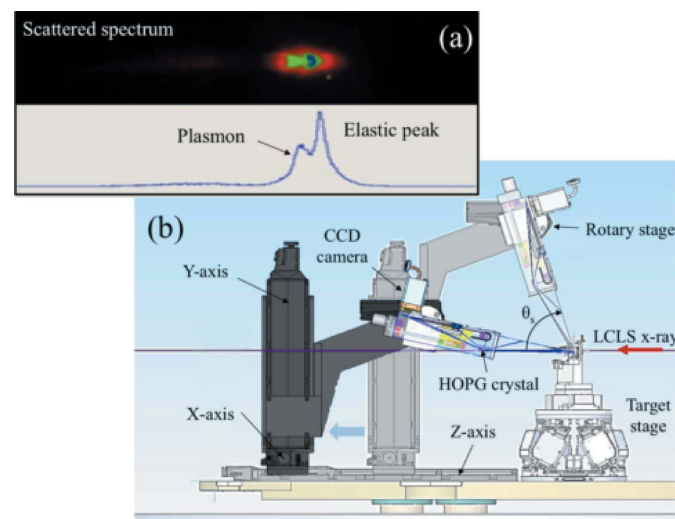 Scattered spectrum
(a)
Plasmon
Elastic peak
(b)
CCD
camera
Rotary stage
Y-axis
θs
LCLS x-ray
HOPG crystal
X-axis
Z-axis
Target
stage